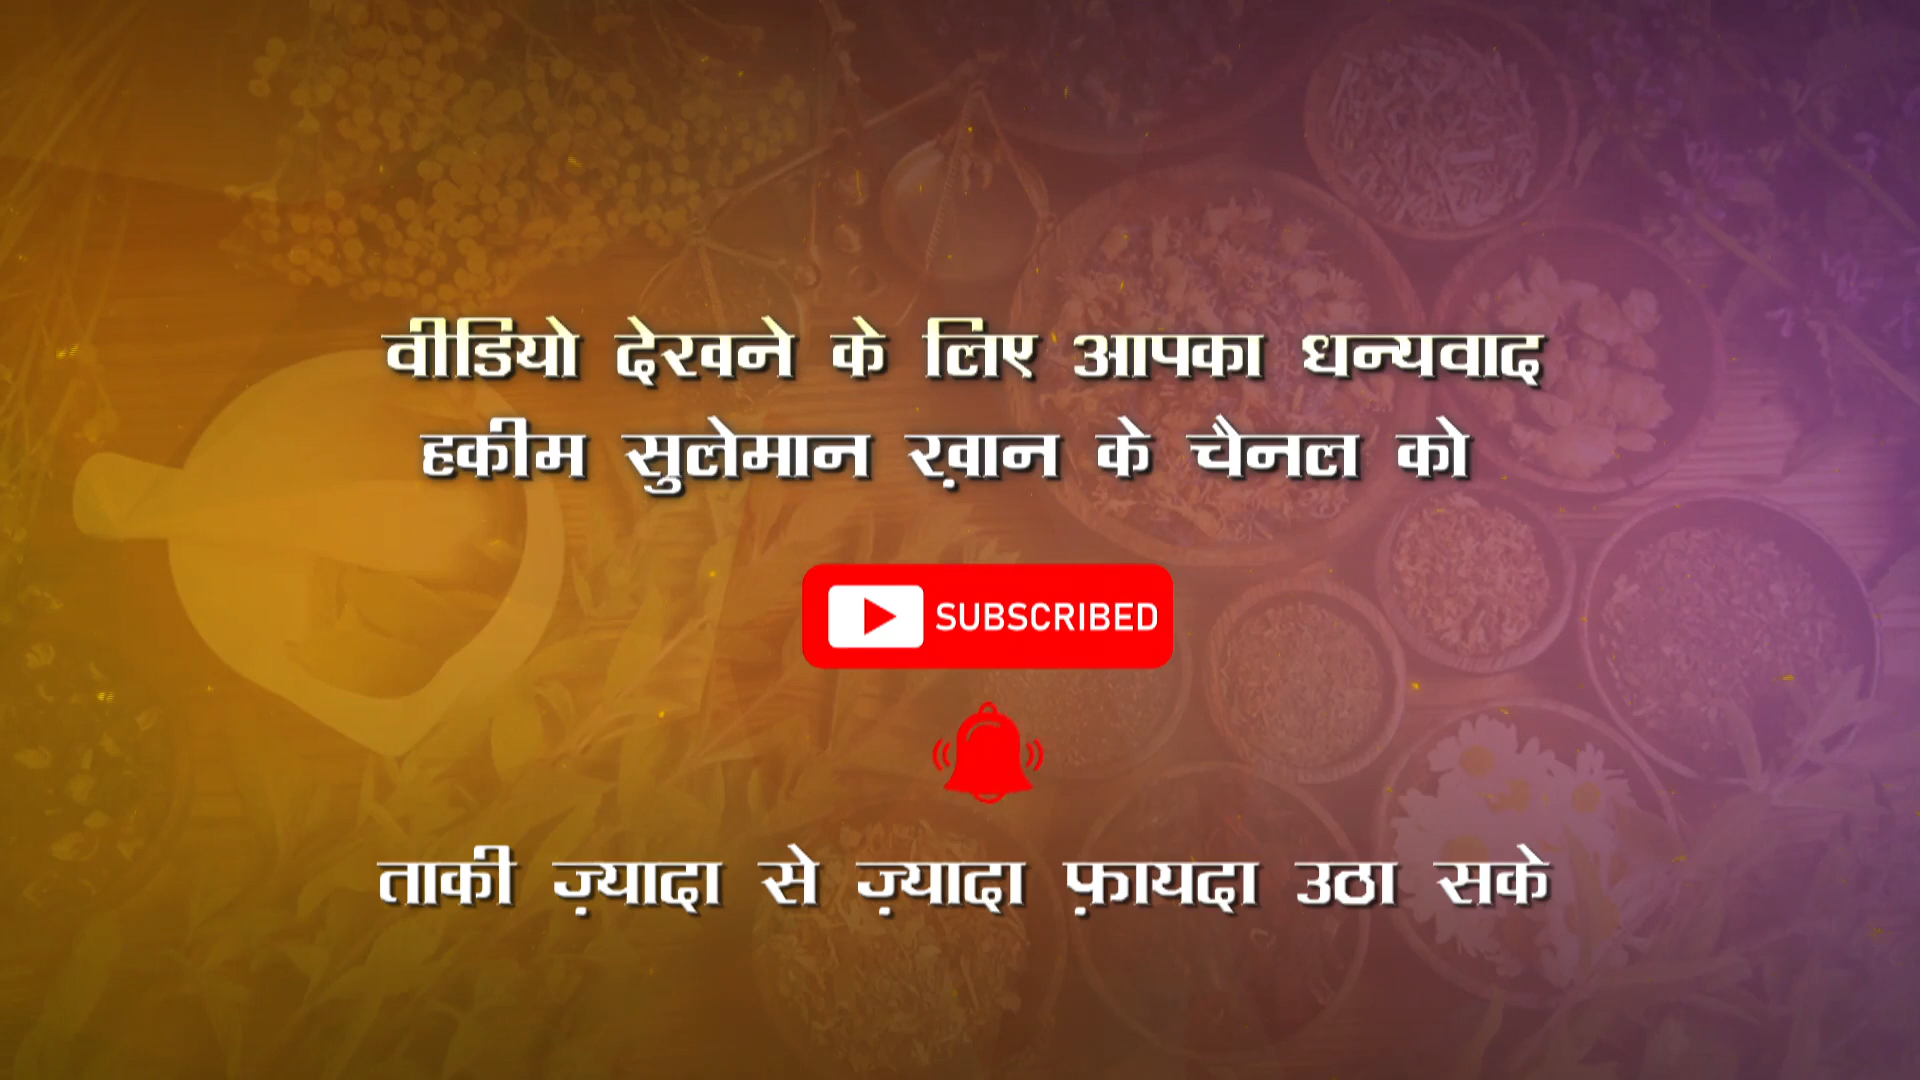 वीडियो देखने के लिए आपका धन्यवाद
हकीम सुलेमान ख़ान के चैनल को
SUBSCRIBED
ताकी ज़्यादा से ज़्यादा फ़ायदा उठा सके